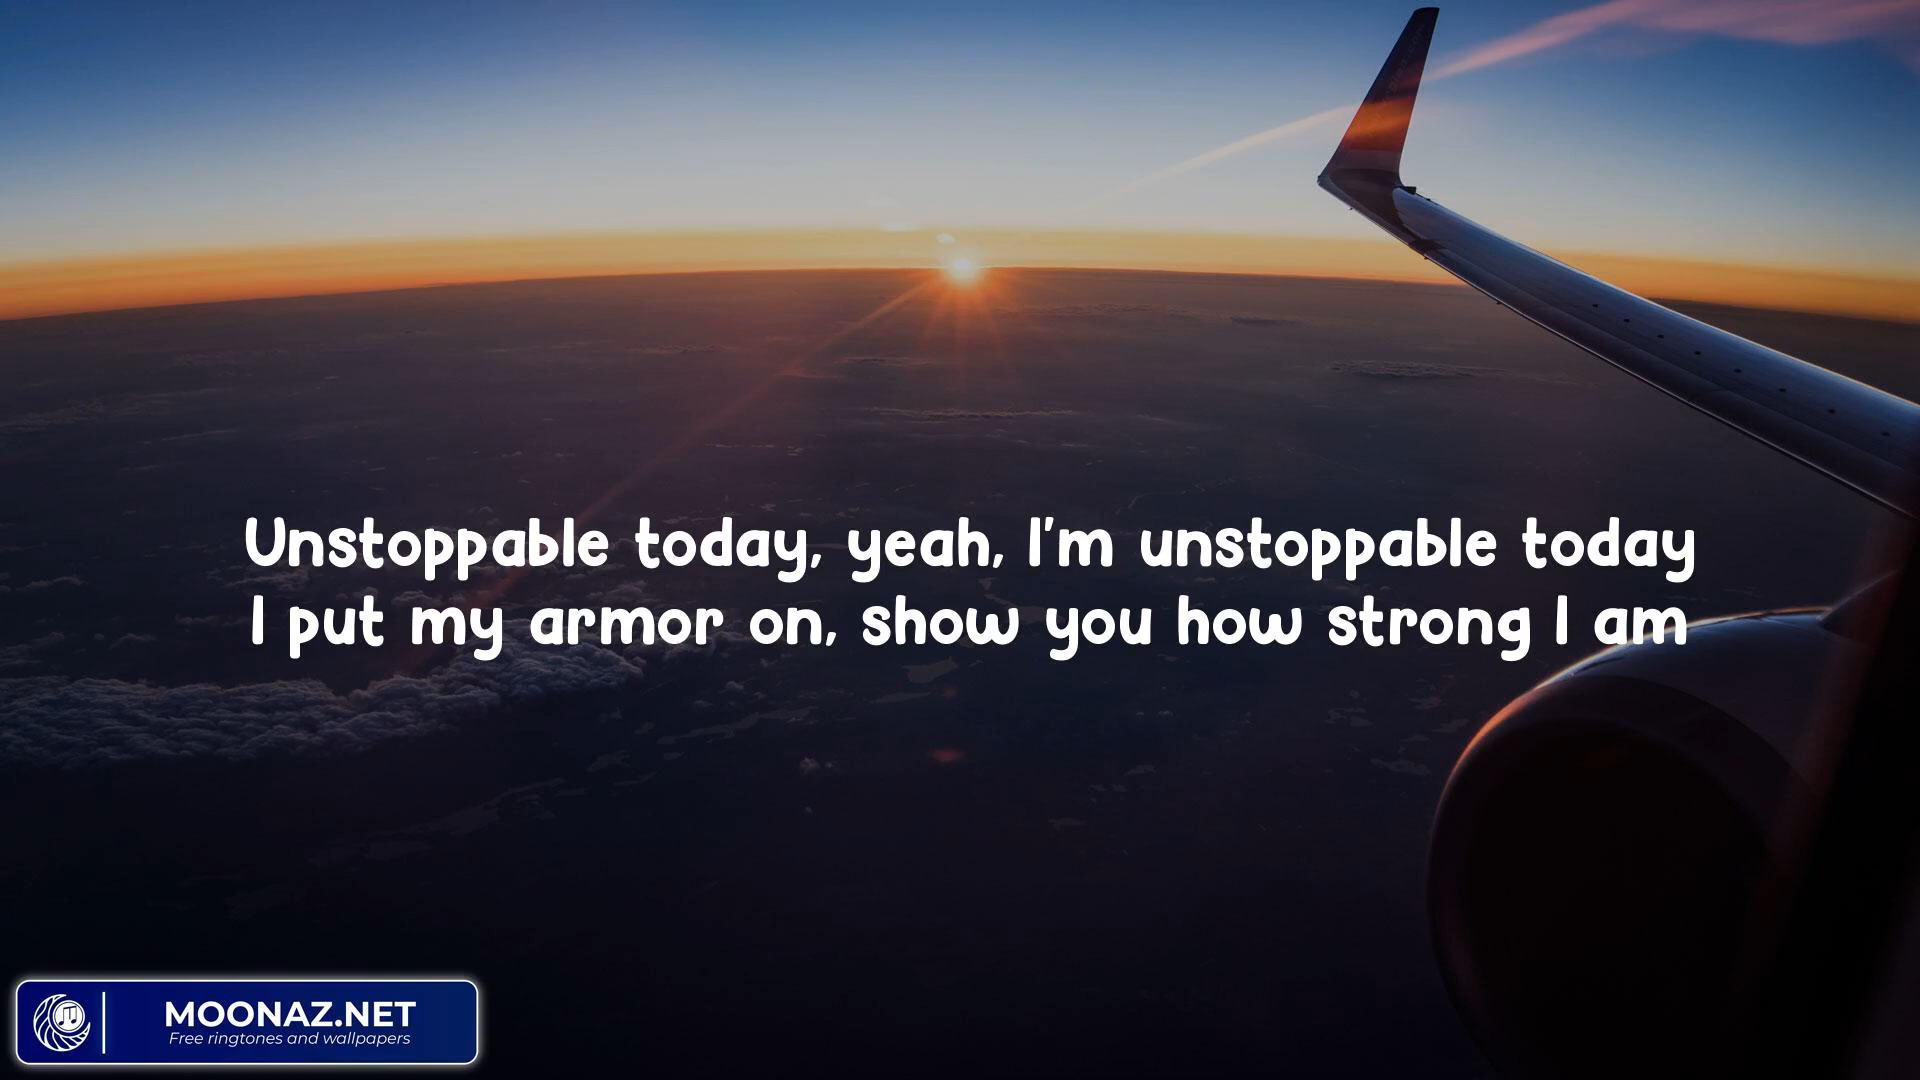 Unstoppable today, yeah, I'm unstoppable today
I put my armor on, show you how strong I am
MOONAZ.NET
Free ringtones and wallpapers